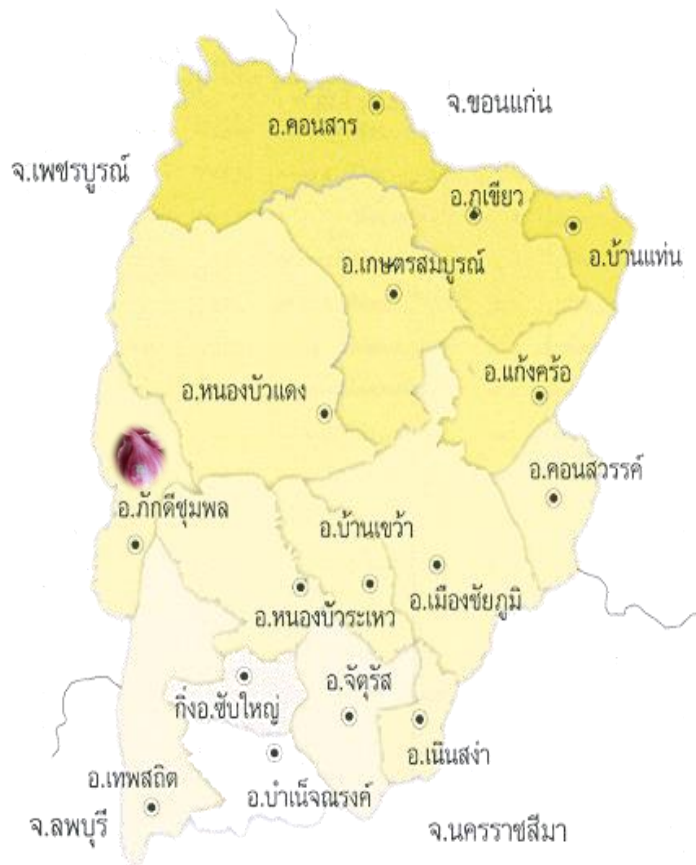 จ.ขอนแก่น
อ.คอนสาร
จ.เพชรบูรณ์
อ.ภูเขียว
อ.บ้านแท่น
อ.เกษตรสมบูรณ์
อ.แก้งคร้อ
อ.หนองบัวแดง
อ.คอนสวรรค์
อ.ภักดีชุมพล
อ.บ้านเขว้า
อ.เมืองชัยภูมิ
อ.หนองบัวระเหว
อ.จัตุรัส
กิ่งอ.ซับใหญ่
อ.เนินสง่า
อ.เทพสถิต
อ.บำเน็จณรงค์
จ.ลพบุรี
จ.นครราชสีมา